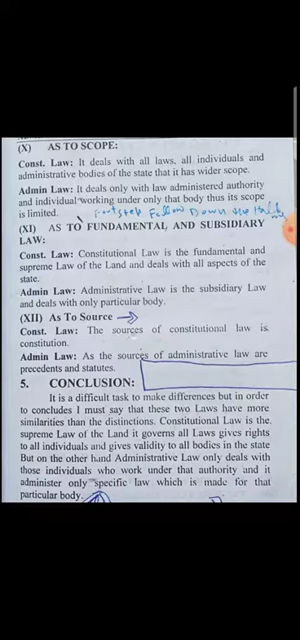 (X) AS TO SCOPE:
Const. Law: It deals with all laws, all individuals and
administrative bodies of the state that it has wider scope.
Admin Law: It deals only with law administered authority
and individual working under only that body thus its scope
is limited. Follow Down
(XI) AS TO FUNDAMENTAL AND SUBSIDIARY
LAW:
Const. Law: Constitutional Law is the fundamental and
supreme Law of the Land and deals with all aspects of the
state.
Admin Law: Administrative Law is the subsidiary Law
and deals with only particular body.
(XII) As To Source
Const. Law: The sources of constitutional law is
constitution.
Admin Law: As the sources of administrative law are
precedents and statutes.
5. CONCLUSION:
It is a difficult task to make differences but in order
to concludes I must say that these two Laws have more
similarities than the distinctions. Constitutional Law is the
supreme Law of the Land it governs all Laws gives rights
to all individuals and gives validity to all bodies in the state
But on the other hand Administrative Law only deals with
those individuals who work under that authority and it
administer only specific law which is made for that
particular body.